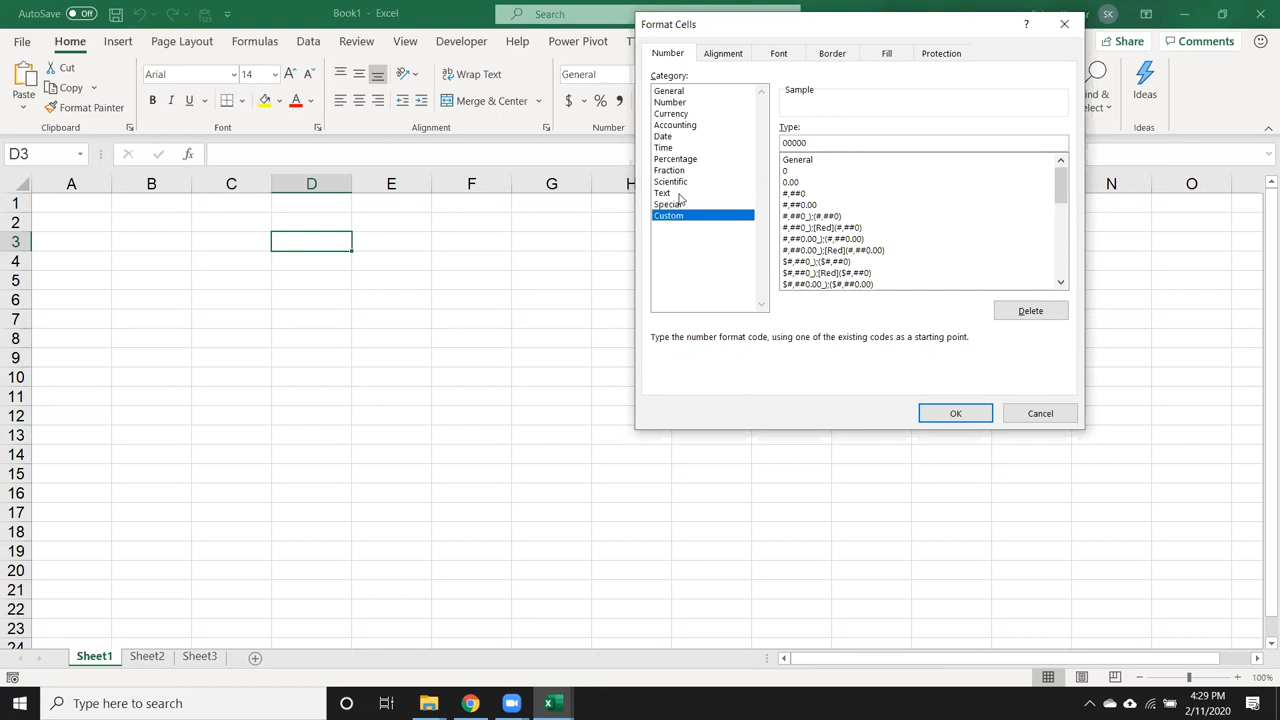 AutoSave Off
Book1 - Excel
Search
SK
Format Cells
?
File Home Insert Page Layout Formulas Share Comments
Cut
Copy
Format Painter
Paste
Clipboard
Arial 14
B I U
Font
Wrap Text
Merge & Center
Alignment
General
$ % ,
Number
Find &
Select
Ideas
Ideas
Number Alignment Font Border Fill Protection
Category:
General
Number
Currency
Accounting
Date
Time
Percentage
Fraction
Scientific
Text
Special
Custom
Sample
Type:
00000
General
0
0.00
#,##0
#,##0.00
#,##0_);(#,##0)
#,##0_);[Red](#,##0)
#,##0.00_);(#,##0.00)
#,##0.00_);[Red](#,##0.00)
$#,##0_);($#,##0)
$#,##0_);[Red]($#,##0)
$#,##0.00_);($#,##0.00)
Delete
Type the number format code, using one of the existing codes as a starting point.
OK Cancel
D3 fx
A B C D E F G H N O
1
2
3
4
5
6
7
8
9
10
11
12
13
14
15
16
17
18
19
20
21
22
23
24
Sheet1 Sheet2 Sheet3
100%
Type here to search
4:29 PM
2/11/2020